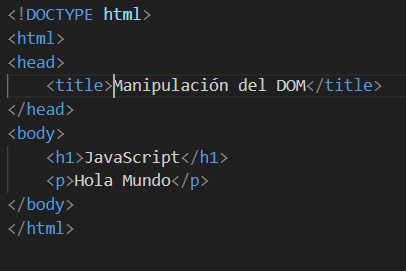 <!DOCTYPE html>
<html>
<head>
    <title>Manipulación del DOM</title>
</head>
<body>
    <h1>JavaScript</h1>
    <p>Hola Mundo</p>
</body>
</html>